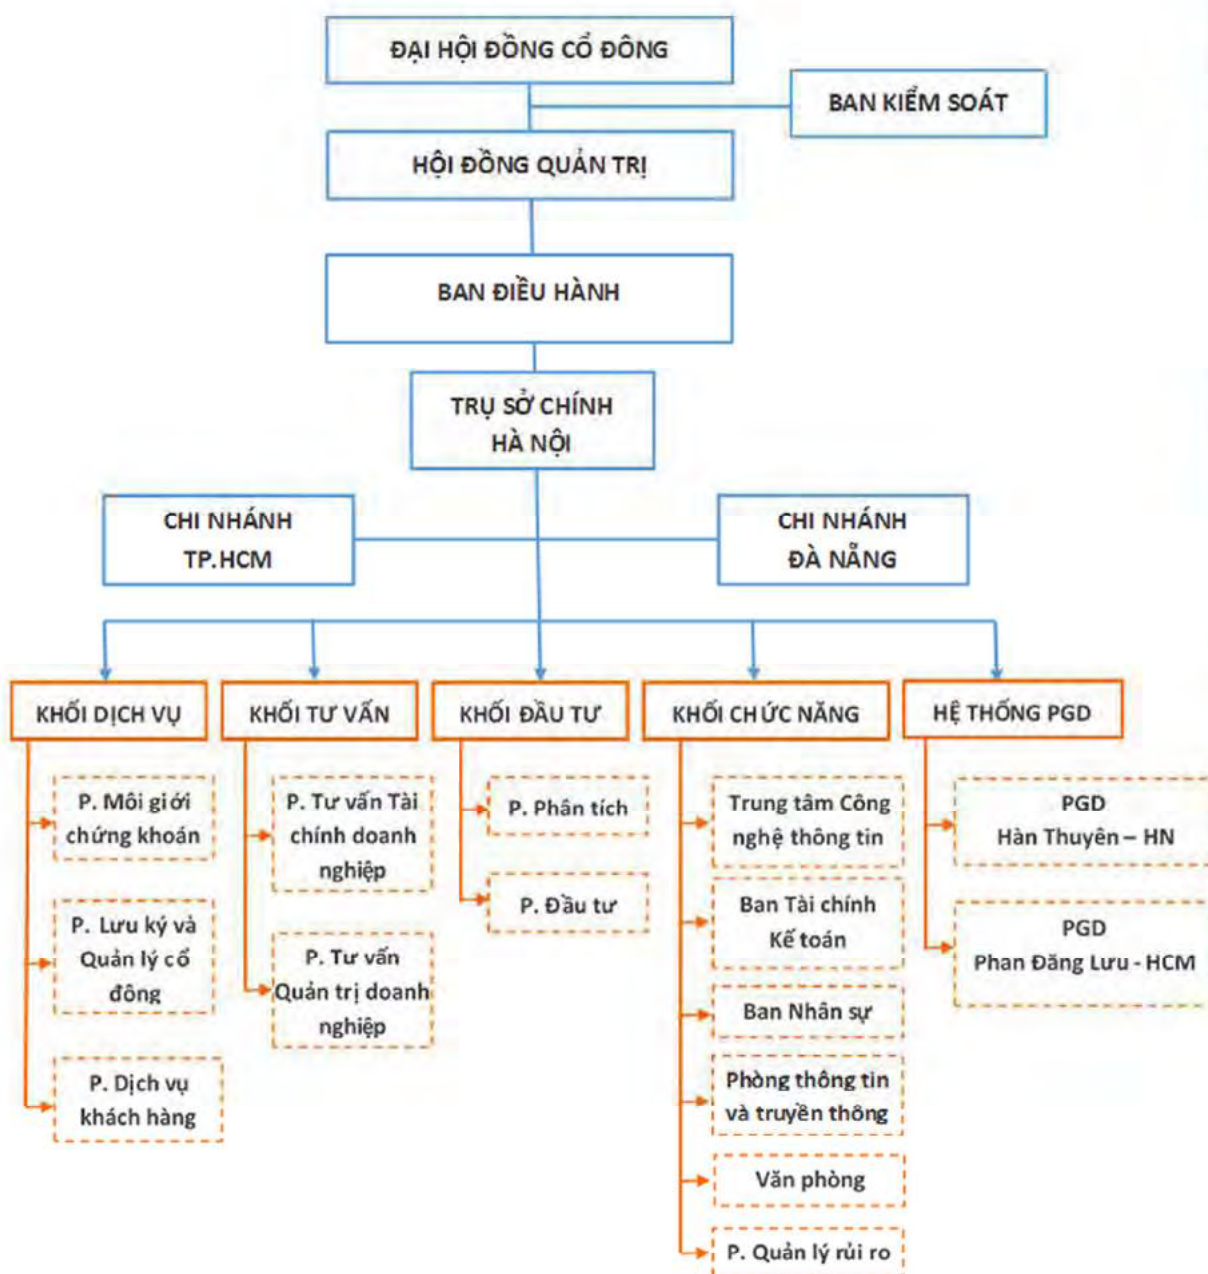 ĐẠI HỘI ĐỒNG CỔ ĐÔNG
BAN KIỂM SOÁT
HỘI ĐỒNG QUẢN TRỊ
BAN ĐIỀU HÀNH
TRỤ SỞ CHÍNH
HÀ NỘI
CHI NHÁNH
TP.HCM
CHI NHÁNH
ĐÀ NẴNG
KHỐI DỊCH VỤ
P. Môi giới
chứng khoán
P. Lưu ký và
Quản lý cổ
đông
P. Dịch vụ
khách hàng
KHỐI TƯ VẤN
P. Tư vấn Tài
chính doanh
nghiệp
P. Tư vấn
Quản trị doanh
nghiệp
KHỐI ĐẦU TƯ
P. Phân tích
P. Đầu tư
KHỐI CHỨC NĂNG
Trung tâm Công
nghệ thông tin
Ban Tài chính
Kế toán
Ban Nhân sự
Phòng thông tin
và truyền thông
Văn phòng
P. Quản lý rủi ro
HỆ THỐNG PGD
PGD
Hàn Thuyên – HN
PGD
Phan Đăng Lưu - HCM